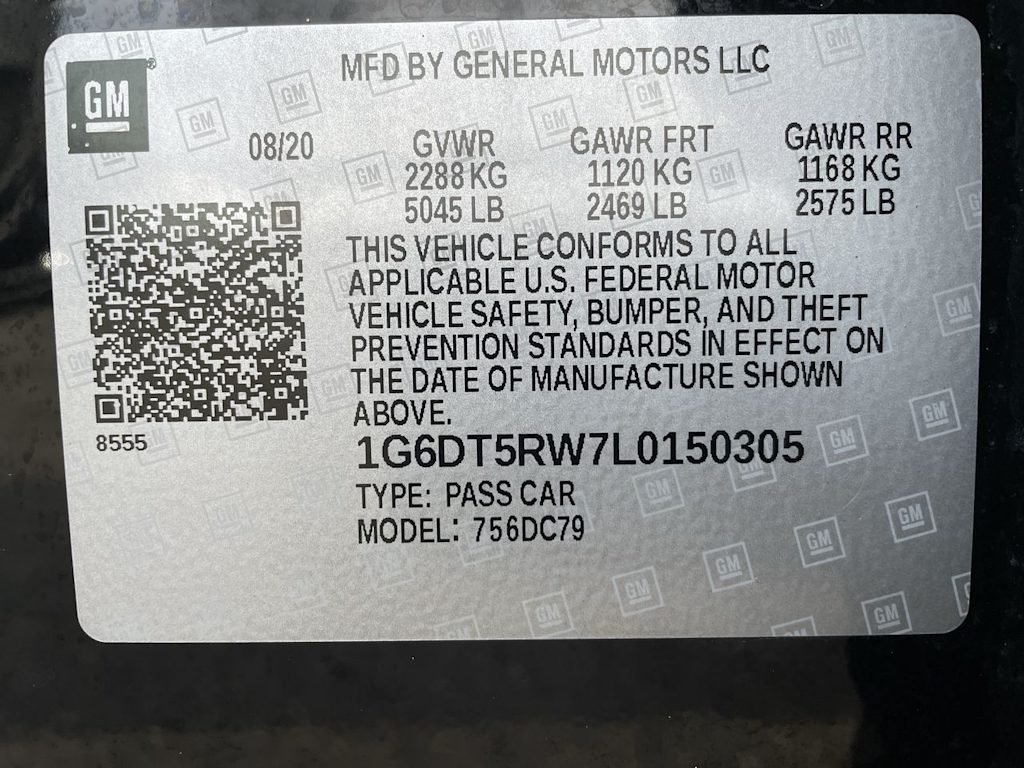 GM
MFD BY GENERAL MOTORS LLC
08/20
GVWR
2288 KG
5045 LB
GAWR FRT
1120 KG
2469 LB
GAWR RR
1168 KG
2575 LB
THIS VEHICLE CONFORMS TO ALL
APPLICABLE U.S. FEDERAL MOTOR
VEHICLE SAFETY, BUMPER, AND THEFT
PREVENTION STANDARDS IN EFFECT ON
THE DATE OF MANUFACTURE SHOWN
ABOVE.
8555
1G6DT5RW7L0150305
TYPE: PASS CAR
MODEL: 756DC79